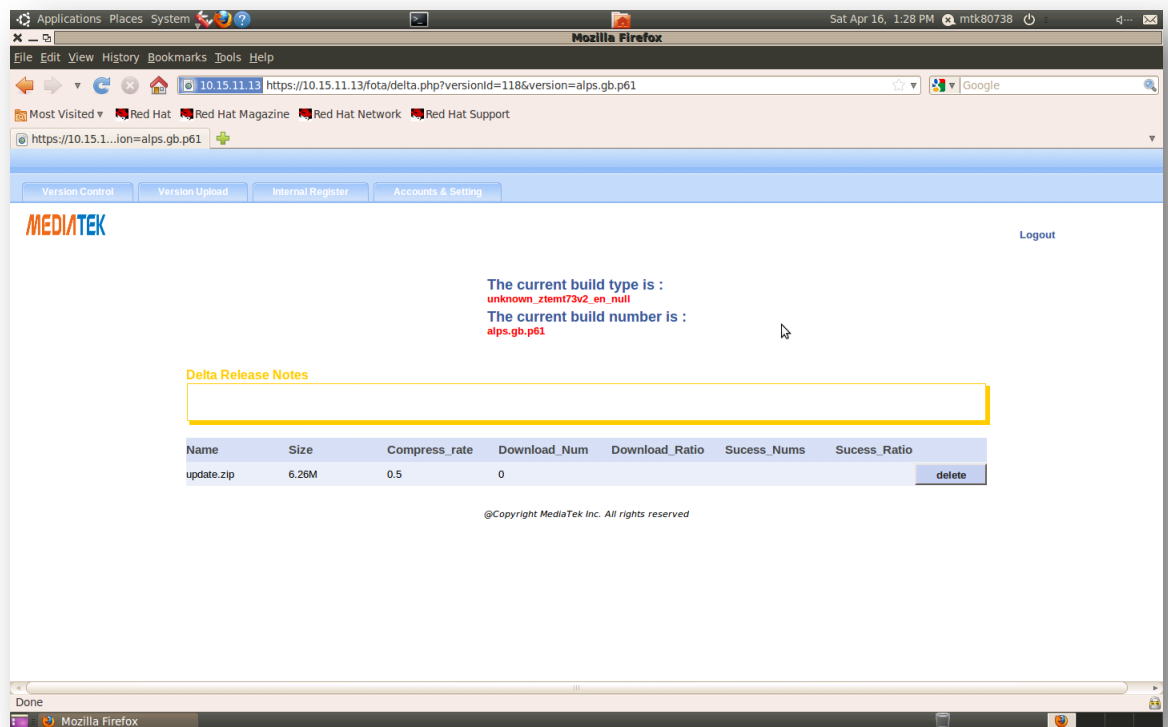 Applications Places System Sat Apr 16, 1:28 PM mtk80738
Mozilla Firefox
File Edit View History Bookmarks Tools Help
10.15.11.13 https://10.15.11.13/fota/delta.php?versionId=118&version=alps.gb.p61 Google
Most Visited Red Hat Red Hat Magazine Red Hat Network Red Hat Support
https://10.15.1...ion=alps.gb.p61
Version Control Version Upload Internal Register Accounts & Setting
MEDIATEK
Logout
The current build type is :
unknown_ztemt73v2_en_null
The current build number is :
alps.gb.p61
Delta Release Notes
Name Size Compress_rate Download_Num Download_Ratio Sucess_Nums Sucess_Ratio
update.zip 6.26M 0.5 0 delete
@Copyright MediaTek Inc. All rights reserved
Done
Mozilla Firefox